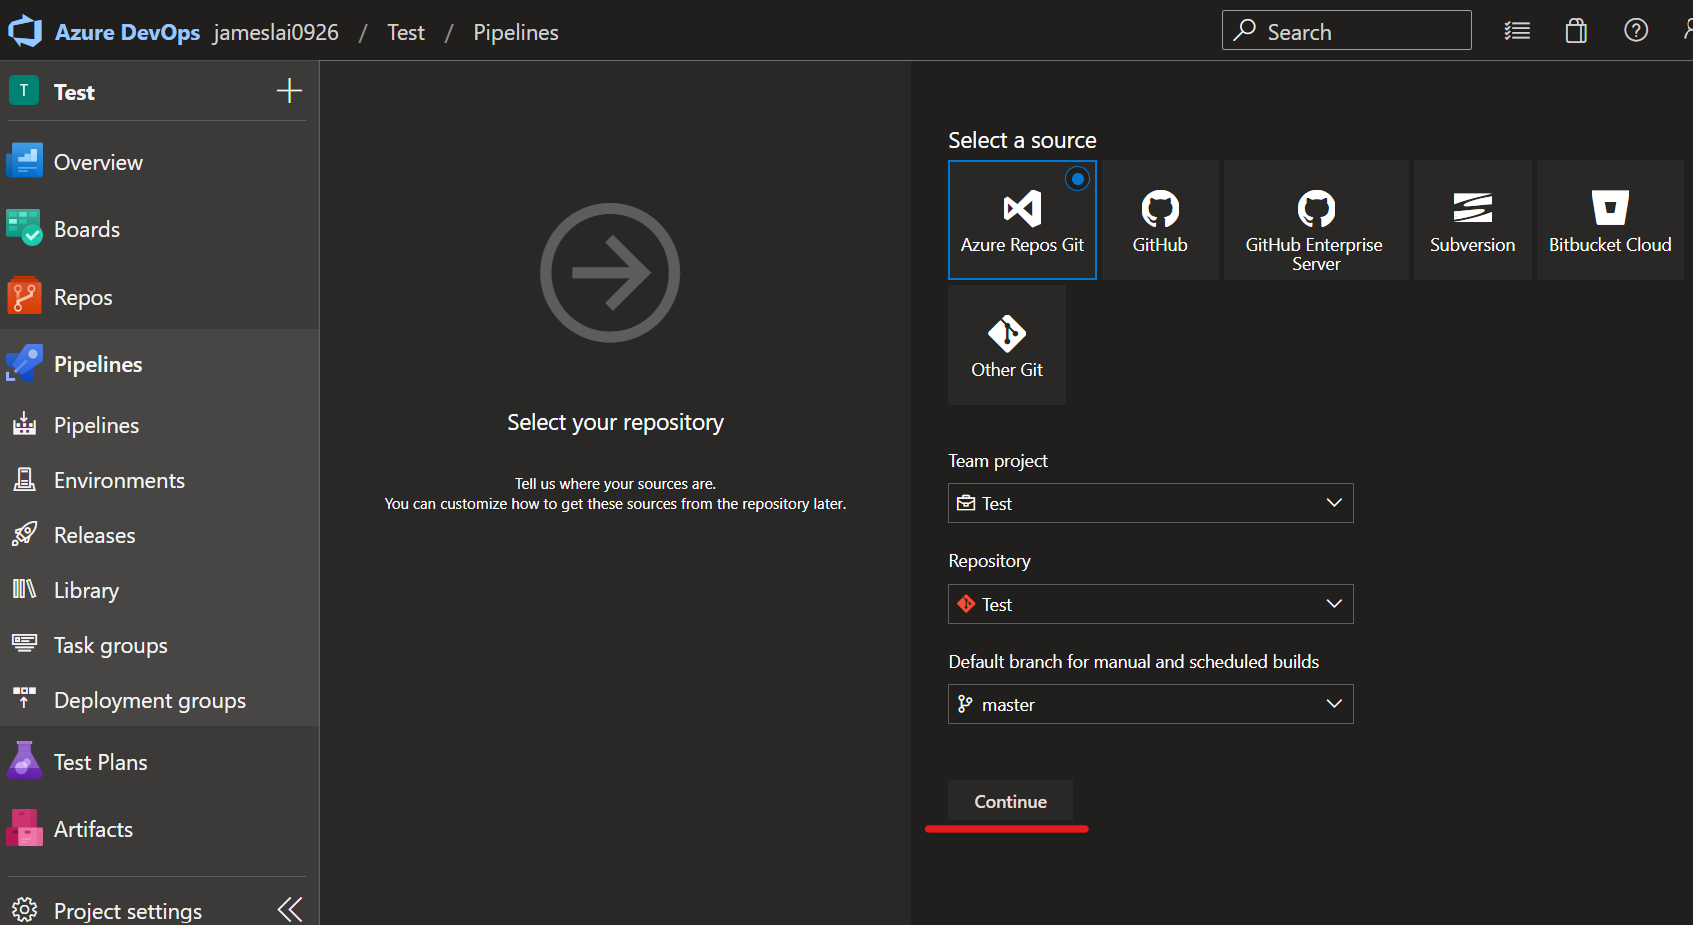 Azure DevOps jameslai0926 / Test / Pipelines
Search
T Test
Overview
Boards
Repos
Pipelines
Pipelines
Environments
Releases
Library
Task groups
Deployment groups
Test Plans
Artifacts
Project settings
Select your repository
Tell us where your sources are.
You can customize how to get these sources from the repository later.
Select a source
Azure Repos Git
GitHub
GitHub Enterprise
Server
Subversion
Bitbucket Cloud
Other Git
Team project
Test
Repository
Test
Default branch for manual and scheduled builds
master
Continue